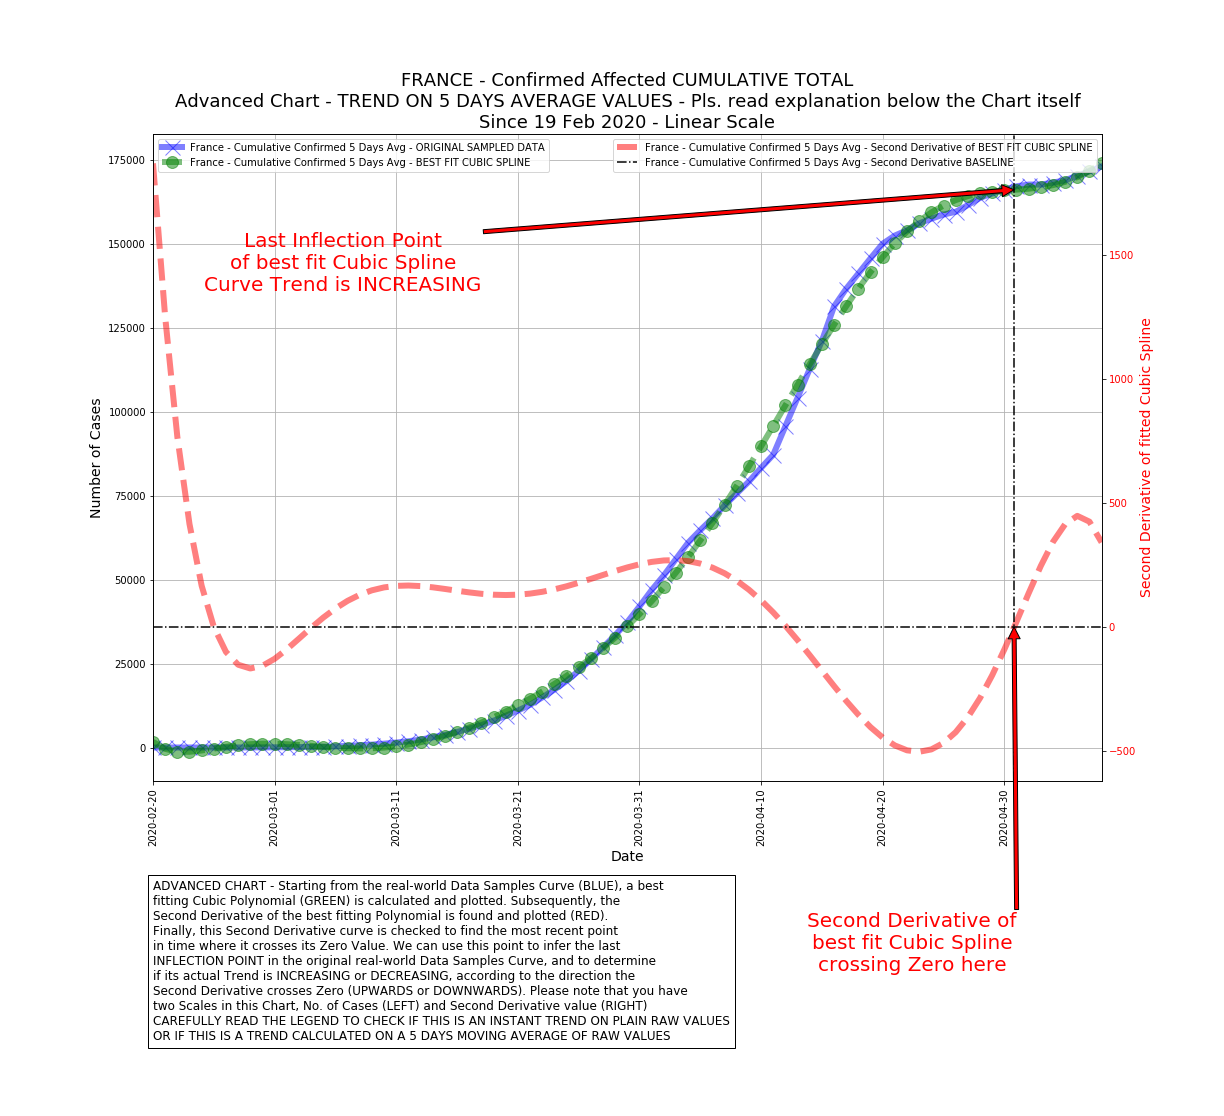 FRANCE - Confirmed Affected CUMULATIVE TOTAL
Advanced Chart - TREND ON 5 DAYS AVERAGE VALUES - Pls. read explanation below the Chart itself
Since 19 Feb 2020 - Linear Scale
France - Cumulative Confirmed 5 Days Avg - ORIGINAL SAMPLED DATA
France - Cumulative Confirmed 5 Days Avg - BEST FIT CUBIC SPLINE
France - Cumulative Confirmed 5 Days Avg - Second Derivative of BEST FIT CUBIC SPLINE
France - Cumulative Confirmed 5 Days Avg - Second Derivative BASELINE
175000
150000
125000
100000
75000
50000
25000
0
Number of Cases
Last Inflection Point
of best fit Cubic Spline
Curve Trend is INCREASING
1500
1000
500
0
−500
Second Derivative of fitted Cubic Spline
2020-02-20
2020-03-01
2020-03-11
2020-03-21
2020-03-31
2020-04-10
2020-04-20
2020-04-30
Date
ADVANCED CHART - Starting from the real-world Data Samples Curve (BLUE), a best
fitting Cubic Polynomial (GREEN) is calculated and plotted. Subsequently, the
Second Derivative of the best fitting Polynomial is found and plotted (RED).
Finally, this Second Derivative curve is checked to find the most recent point
in time where it crosses its Zero Value. We can use this point to infer the last
INFLECTION POINT in the original real-world Data Samples Curve, and to determine
if its actual Trend is INCREASING or DECREASING, according to the direction the
Second Derivative crosses Zero (UPWARDS or DOWNWARDS). Please note that you have
two Scales in this Chart, No. of Cases (LEFT) and Second Derivative value (RIGHT)
CAREFULLY READ THE LEGEND TO CHECK IF THIS IS AN INSTANT TREND ON PLAIN RAW VALUES
OR IF THIS IS A TREND CALCULATED ON A 5 DAYS MOVING AVERAGE OF RAW VALUES
Second Derivative of
best fit Cubic Spline
crossing Zero here